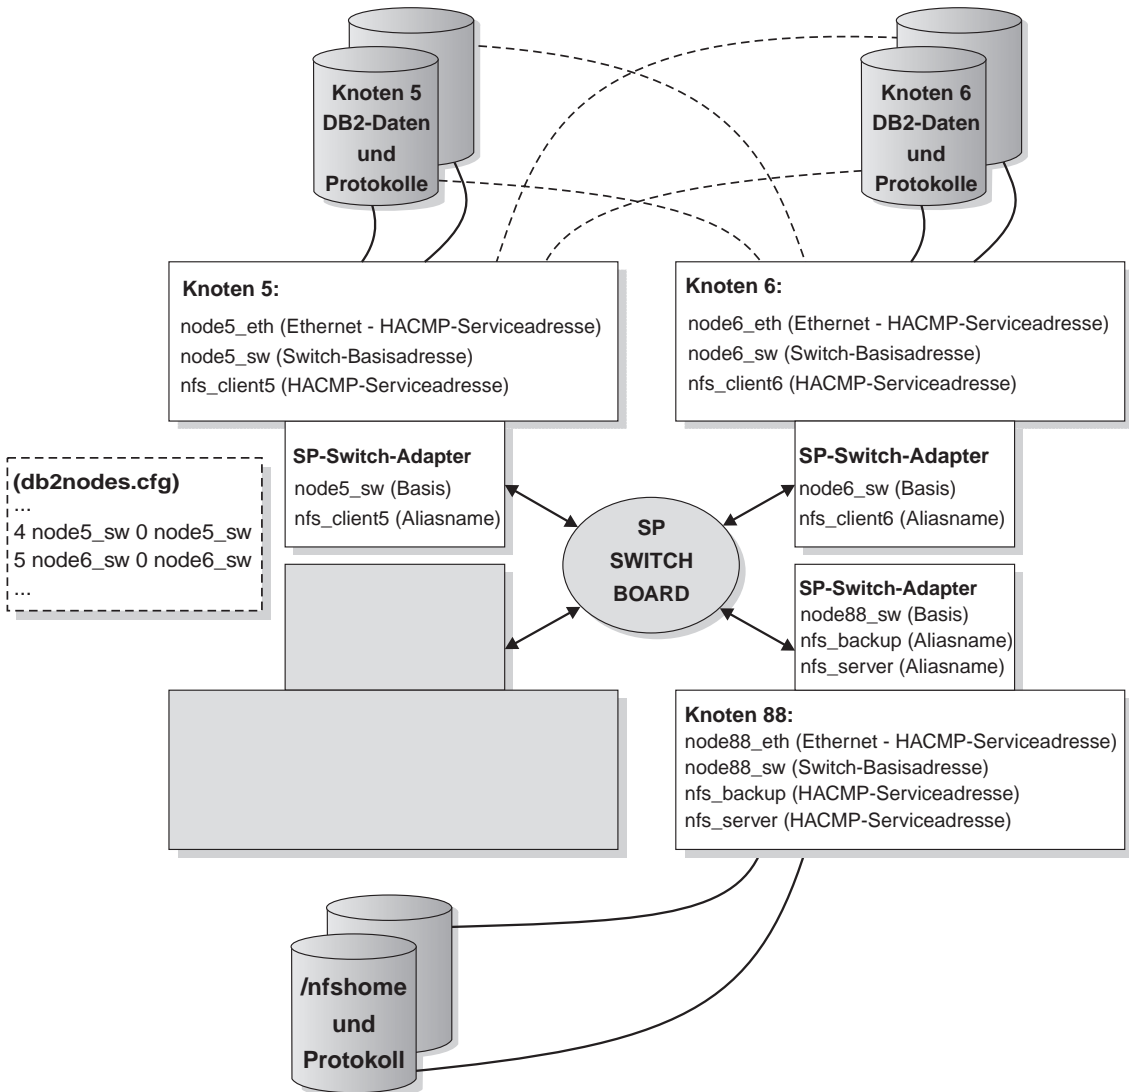 Knoten 5
DB2-Daten
und
Protokolle
Knoten 6
DB2-Daten
und
Protokolle
Knoten 5:
node5_eth (Ethernet - HACMP-Serviceadresse)
node5_sw (Switch-Basisadresse)
nfs_client5 (HACMP-Serviceadresse)
Knoten 6:
node6_eth (Ethernet - HACMP-Serviceadresse)
node6_sw (Switch-Basisadresse)
nfs_client6 (HACMP-Serviceadresse)
(db2nodes.cfg)
...
4 node5_sw 0 node5_sw
5 node6_sw 0 node6_sw
...
SP-Switch-Adapter
node5_sw (Basis)
nfs_client5 (Aliasname)
SP
SWITCH
BOARD
SP-Switch-Adapter
node6_sw (Basis)
nfs_client6 (Aliasname)
SP-Switch-Adapter
node88_sw (Basis)
nfs_backup (Aliasname)
nfs_server (Aliasname)
Knoten 88:
node88_eth (Ethernet - HACMP-Serviceadresse)
node88_sw (Switch-Basisadresse)
nfs_backup (HACMP-Serviceadresse)
nfs_server (HACMP-Serviceadresse)
/nfshome
und
Protokoll